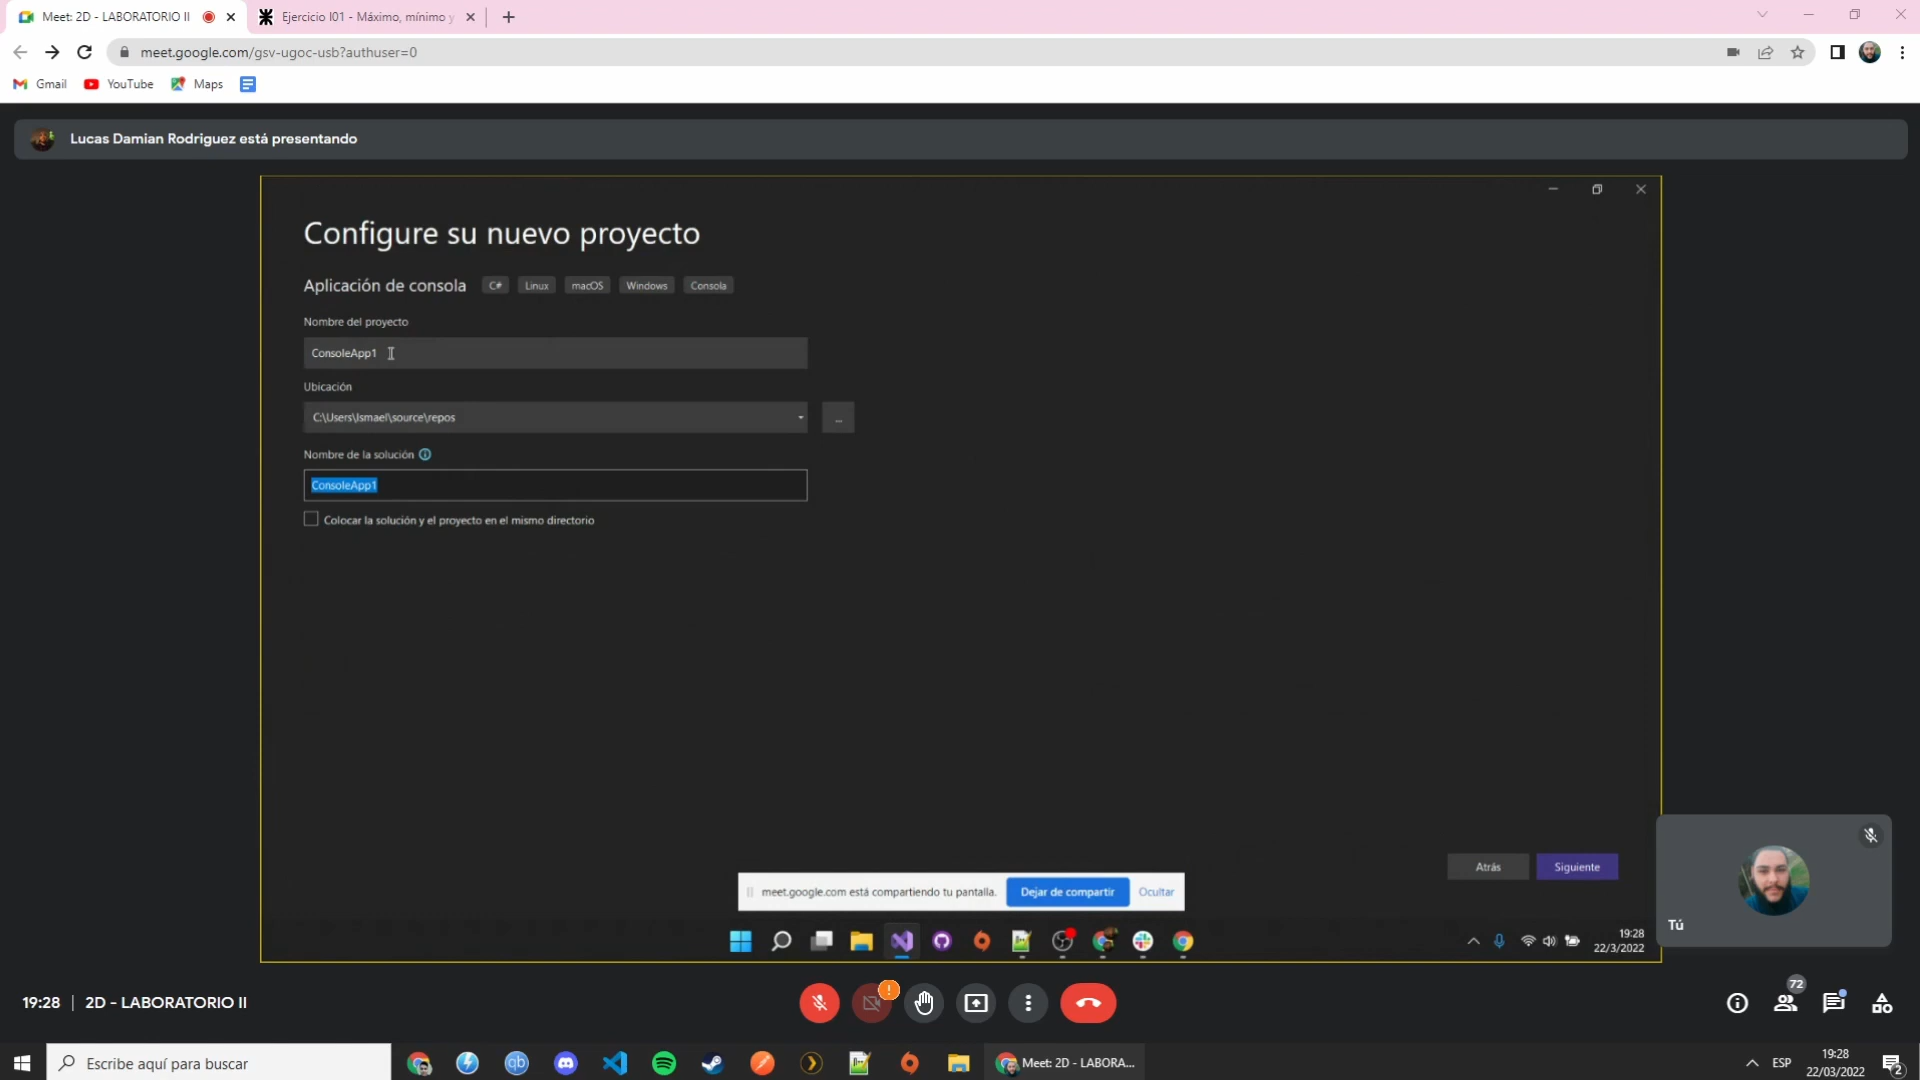 Meet: 2D - LABORATORIO II
Ejercicio I01 - Máximo, mínimo y
meet.google.com/gsv-ugoc-usb?authuser=0
Gmail
YouTube
Maps
Lucas Damian Rodriguez está presentando
Configure su nuevo proyecto
Aplicación de consola
C#
Linux
macOS
Windows
Consola
Nombre del proyecto
ConsoleApp1
Ubicación
C:\Users\Ismael\source\repos
...
Nombre de la solución
ConsoleApp1
Colocar la solución y el proyecto en el mismo directorio
Atrás
Siguiente
meet.google.com está compartiendo tu pantalla.
Dejar de compartir
Ocultar
Tú
19:28
22/3/2022
19:28 | 2D - LABORATORIO II
72
Escribe aquí para buscar
qb
Meet: 2D - LABORA...
ESP
19:28
22/03/2022
2